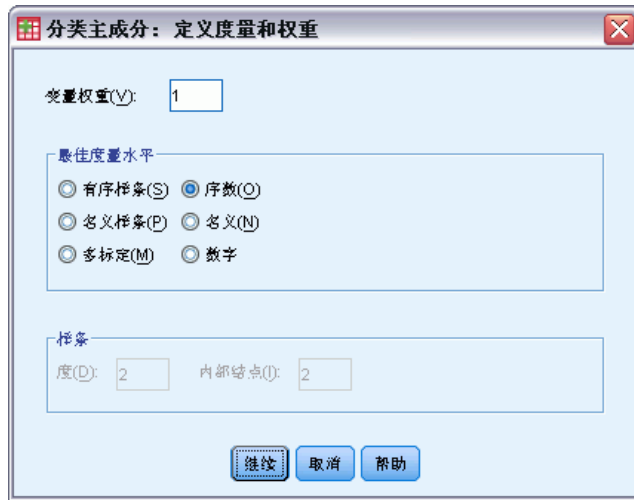 分类主成分：定义度量和权重
变量权重(V): 1
最佳度量水平
有序样条(S) 序数(O)
名义样条(P) 名义(N)
多标定(M) 数字
样条
度(D): 2 内部结点(I): 2
继续 取消 帮助